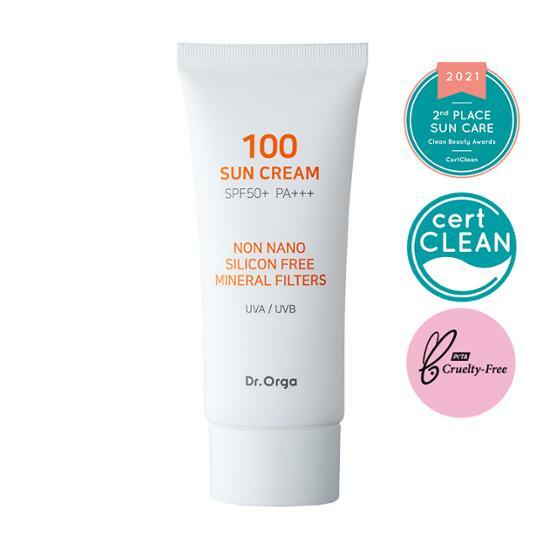 100
SUN CREAM
SPF50+ PA+++
NON NANO
SILICON FREE
MINERAL FILTERS
UVA / UVB
Dr.Orga
2021
2nd PLACE
SUN CARE
Clean Beauty Awards
CertClean
cert
CLEAN
PETA
Cruelty-Free